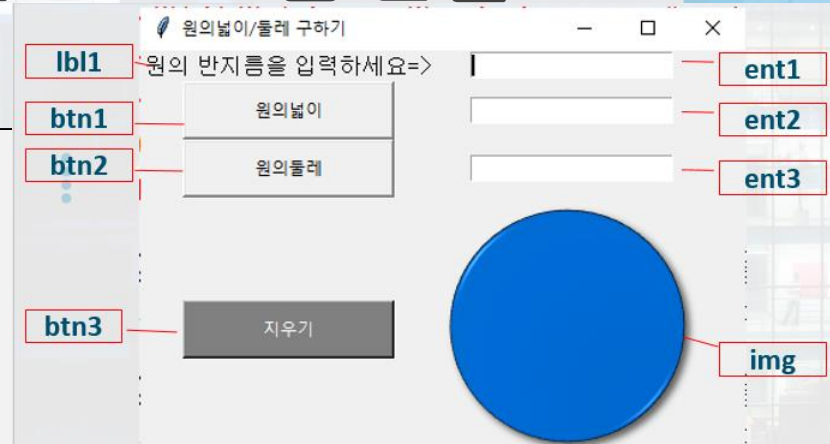 원의넓이/둘레 구하기
lbl1
원의 반지름을 입력하세요=>
ent1
btn1
원의넓이
ent2
btn2
원의둘레
ent3
btn3
지우기
img